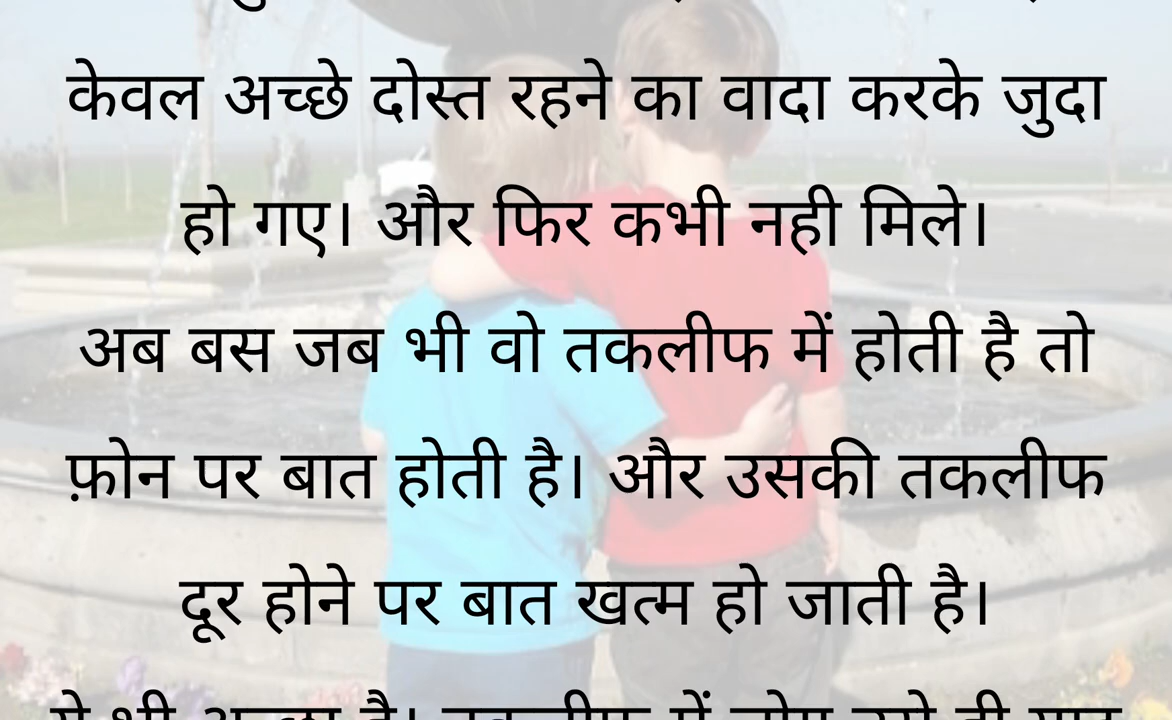 केवल अच्छे दोस्त रहने का वादा करके जुदा
हो गए। और फिर कभी नही मिले।
अब बस जब भी वो तकलीफ में होती है तो
फ़ोन पर बात होती है। और उसकी तकलीफ
दूर होने पर बात खत्म हो जाती है।